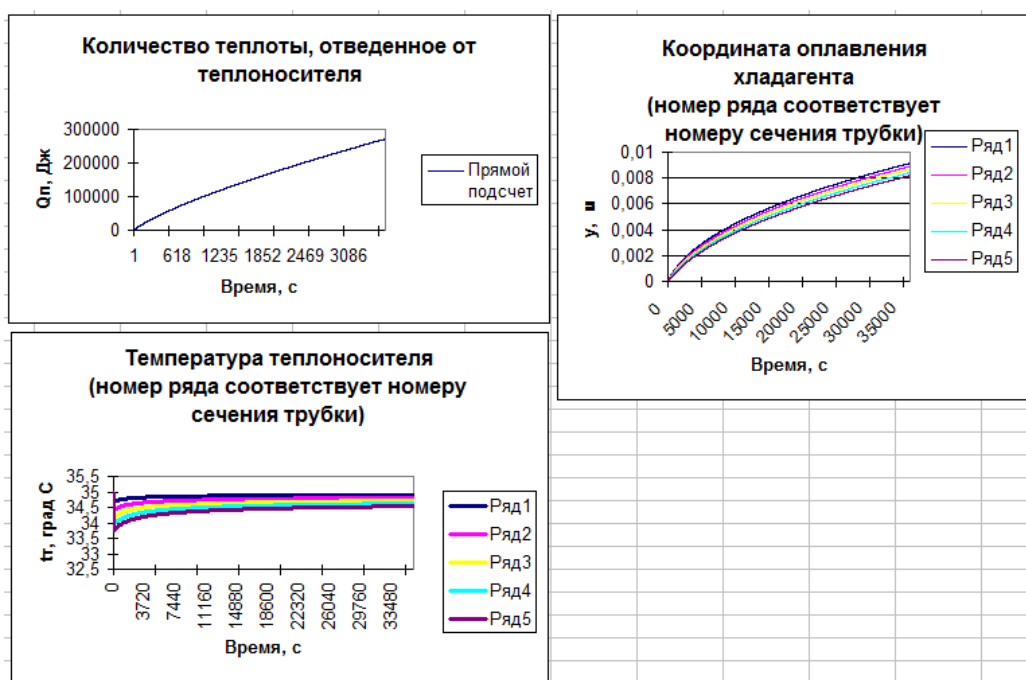 Количество теплоты, отведенное от
теплоносителя
Qп, Дж
300000
200000
100000
0
1 618 1235 1852 2469 3086
Время, с
Прямой
подсчет
Координата оплавления
хладагента
(номер ряда соответствует
номеру сечения трубки)
y, м
0,01
0,008
0,006
0,004
0,002
0
0 5000 10000 15000 20000 25000 30000 35000
Время, с
Ряд1
Ряд2
Ряд3
Ряд4
Ряд5
Температура теплоносителя
(номер ряда соответствует номеру
сечения трубки)
tт, град С
35,5
35
34,5
34
33,5
33
32,5
0 3720 7440 11160 14880 18600 22320 26040 29760 33480
Время, с
Ряд1
Ряд2
Ряд3
Ряд4
Ряд5